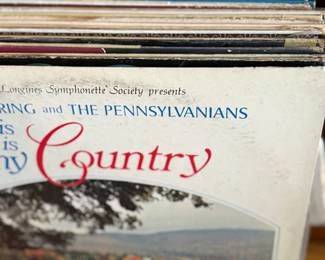 Longines Symphonette Society presents
RING and THE PENNSYLVANIANS
is
is
ny Country